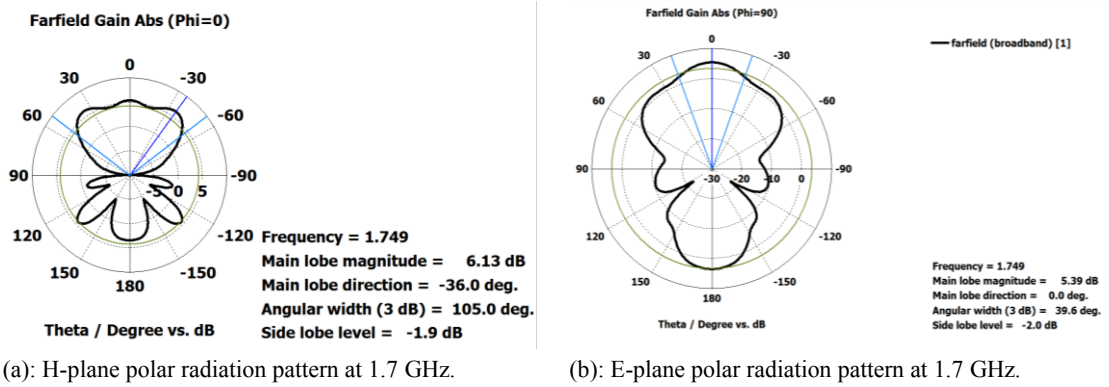 Farfield Gain Abs (Phi=0)
0
30 -30
60 -60
90 -5 0 5 -90
120 -120
150 -150
180
Frequency = 1.749
Main lobe magnitude = 6.13 dB
Main lobe direction = -36.0 deg.
Angular width (3 dB) = 105.0 deg.
Side lobe level = -1.9 dB
Theta / Degree vs. dB
(a): H-plane polar radiation pattern at 1.7 GHz.
Farfield Gain Abs (Phi=90)
farfield (broadband) [1]
0
30 -30
60 -60
90 -30 -20 -10 0 -90
120 -120
150 -150
180
Frequency = 1.749
Main lobe magnitude = 5.39 dB
Main lobe direction = 0.0 deg.
Angular width (3 dB) = 39.6 deg.
Side lobe level = -2.0 dB
Theta / Degree vs. dB
(b): E-plane polar radiation pattern at 1.7 GHz.